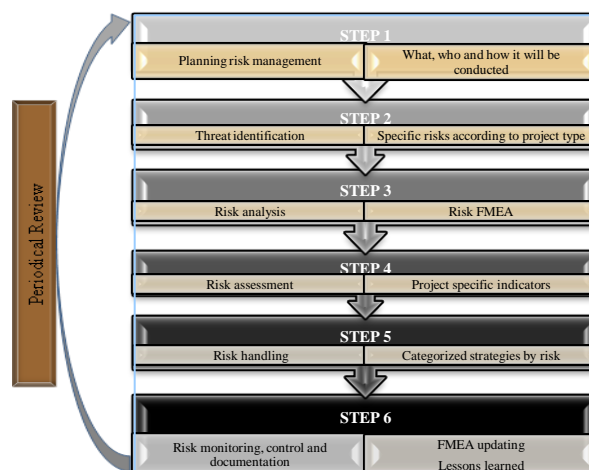 STEP 1
Planning risk management
What, who and how it will be
conducted
STEP 2
Threat identification
Specific risks according to project type
STEP 3
Risk analysis
Risk FMEA
STEP 4
Risk assessment
Project specific indicators
STEP 5
Risk handling
Categorized strategies by risk
STEP 6
Risk monitoring, control and
documentation
FMEA updating
Lessons learned
Periodical Review